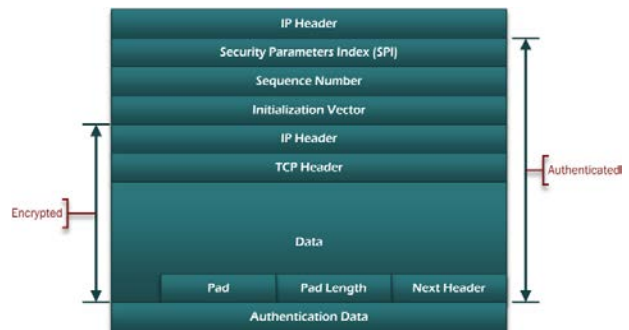 IP Header
Security Parameters Index (SPI)
Sequence Number
Initialization Vector
IP Header
TCP Header
Encrypted
Authenticated
Data
Pad
Pad Length
Next Header
Authentication Data